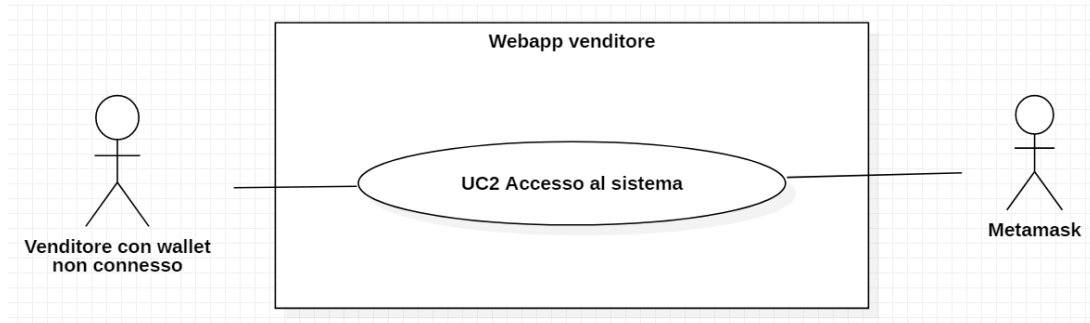 Webapp venditore
UC2 Accesso al sistema
Venditore con wallet
non connesso
Metamask